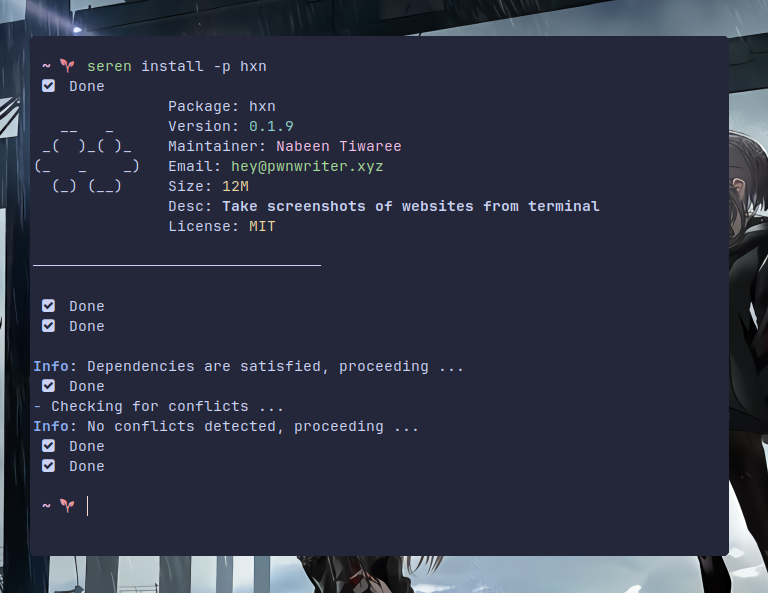 ~ seren install -p hxn
Done
Package: hxn
Version: 0.1.9
Maintainer: Nabeen Tiwaree
Email: hey@pwnwriter.xyz
Size: 12M
Desc: Take screenshots of websites from terminal
License: MIT
Done
Done
Info: Dependencies are satisfied, proceeding ...
Done
- Checking for conflicts ...
Info: No conflicts detected, proceeding ...
Done
Done
~